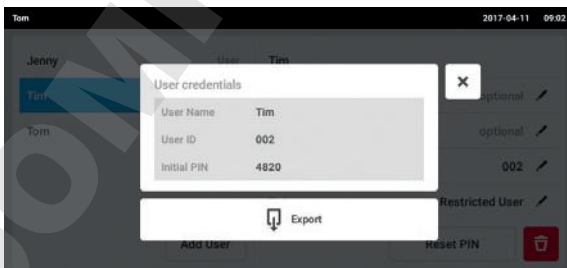 Tom 2017-04-11 09:02
Jenny User Tim
User credentials
Tim optional
User Name Tim
Tom User ID 002 optional
Initial PIN 4820 002
Restricted User
Export
Add User Reset PIN